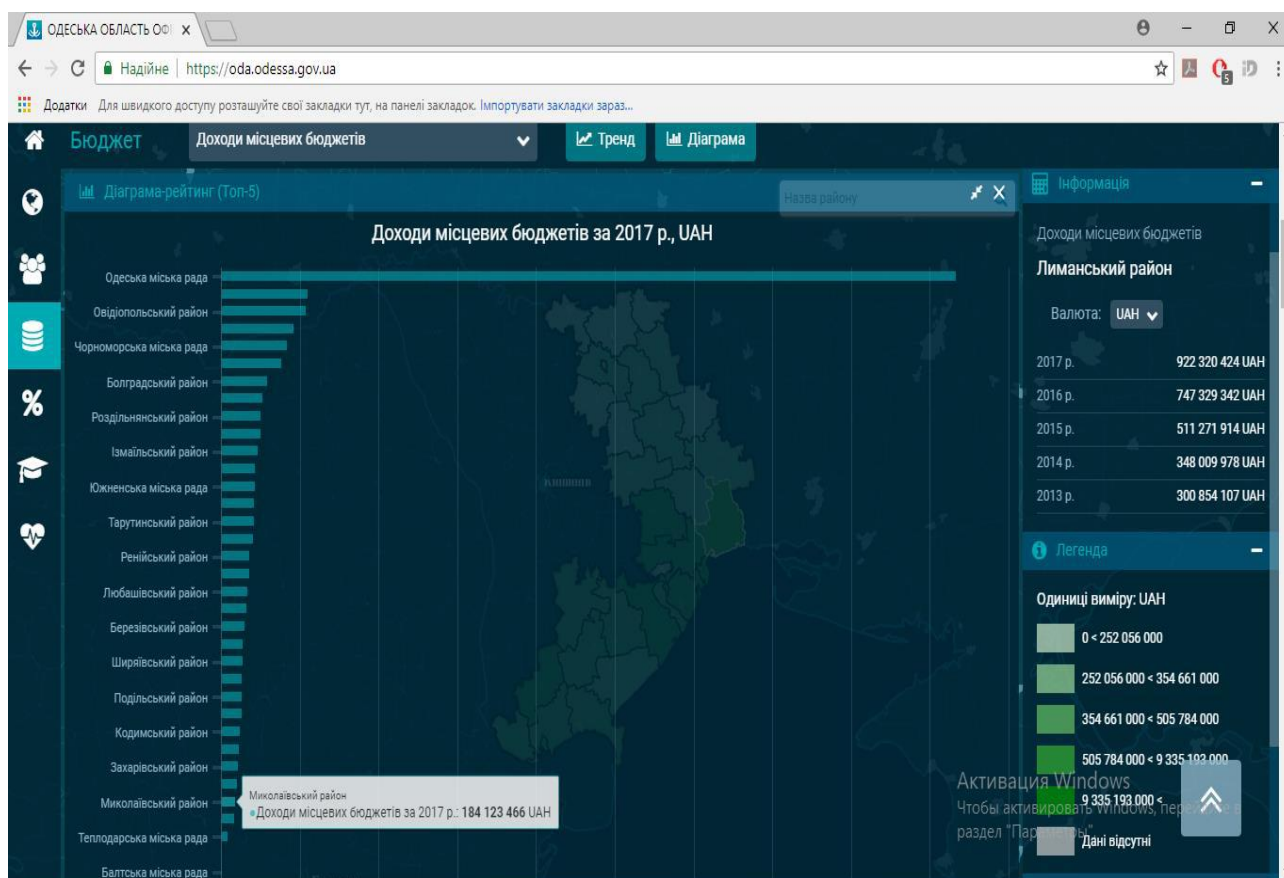 ОДЕСЬКА ОБЛАСТЬ ОФІ
Надійне
https://oda.odessa.gov.ua
5
iD
Додатки
Для швидкого доступу розташуйте свої закладки тут, на панелі закладок. Імпортувати закладки зараз...
Бюджет
Доходи місцевих бюджетів
Тренд
Діаграма
Діаграма-рейтинг (Топ-5)
Назва району
Доходи місцевих бюджетів за 2017 р., UAH
Одеська міська рада
Овідіопольський район
Чорноморська міська рада
Болградський район
Роздільнянський район
Ізмаїльський район
Южненська міська рада
Тарутинський район
Ренійський район
Любашівський район
Березівський район
Ширяївський район
Подільський район
Кодимський район
Захарівський район
Миколаївський район
Теплодарська міська рада
Балтська міська рада
Миколаївський район
Доходи місцевих бюджетів за 2017 р.: 184 123 466 UAH
Інформація
Доходи місцевих бюджетів
Лиманський район
Валюта: UAH
2017 р. 922 320 424 UAH
2016 р. 747 329 342 UAH
2015 р. 511 271 914 UAH
2014 р. 348 009 978 UAH
2013 р. 300 854 107 UAH
Легенда
Одиниці виміру: UAH
0 < 252 056 000
252 056 000 < 354 661 000
354 661 000 < 505 784 000
505 784 000 < 9 335 193 000
9 335 193 000 <
Дані відсутні
Активация Windows
Чтобы активировать Windows, перейдите в
раздел "Параметры".